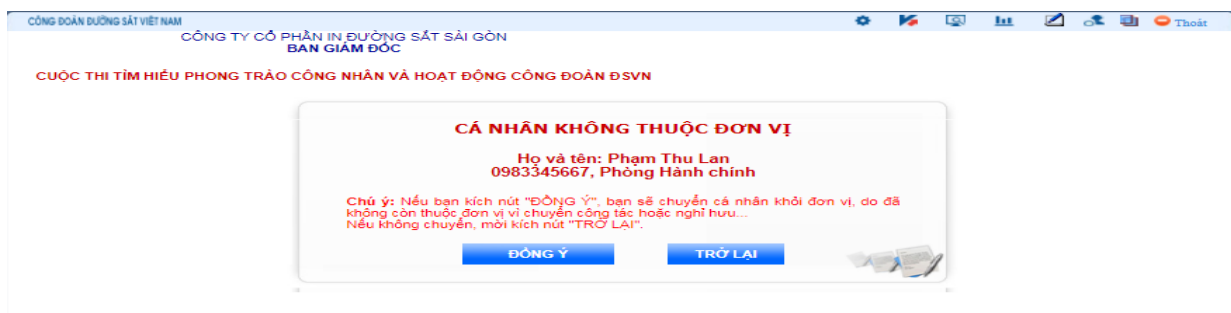 CÔNG ĐOÀN ĐƯỜNG SẮT VIỆT NAM
Thoát
CÔNG TY CỔ PHẦN IN ĐƯỜNG SẮT SÀI GÒN
BAN GIÁM ĐỐC
CUỘC THI TÌM HIỂU PHONG TRÀO CÔNG NHÂN VÀ HOẠT ĐỘNG CÔNG ĐOÀN ĐSVN
CÁ NHÂN KHÔNG THUỘC ĐƠN VỊ
Họ và tên: Phạm Thu Lan
0983345667, Phòng Hành chính
Chú ý: Nếu bạn kích nút "ĐỒNG Ý", bạn sẽ chuyển cá nhân khỏi đơn vị, do đã
không còn thuộc đơn vị vì chuyển công tác hoặc nghỉ hưu...
Nếu không chuyển, mời kích nút "TRỞ LẠI".
ĐỒNG Ý
TRỞ LẠI